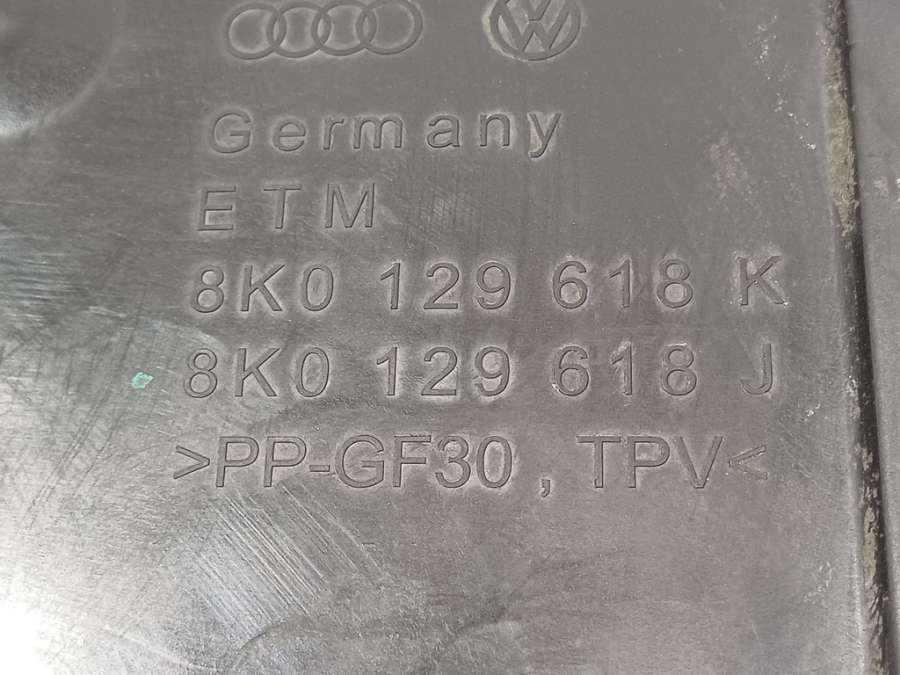 Germany
ETM
8K0 129 618 K
8K0 129 618 J
>PP-GF30 , TPV<